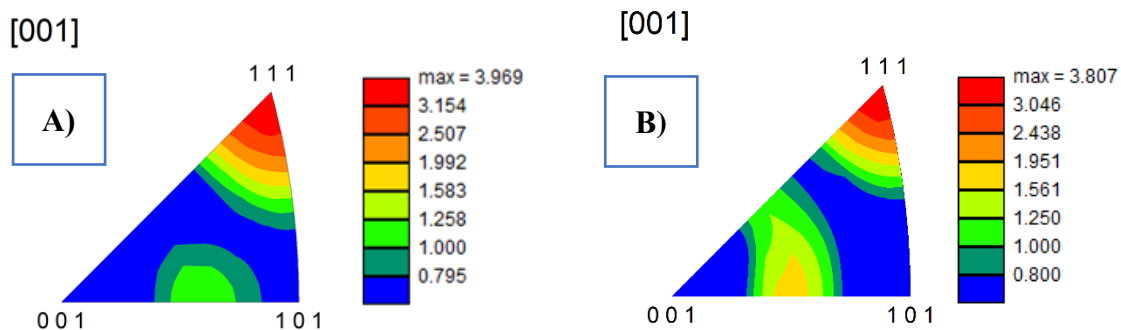 [001]
A)
1 1 1
0 0 1
1 0 1
max = 3.969
3.154
2.507
1.992
1.583
1.258
1.000
0.795
[001]
B)
1 1 1
0 0 1
1 0 1
max = 3.807
3.046
2.438
1.951
1.561
1.250
1.000
0.800